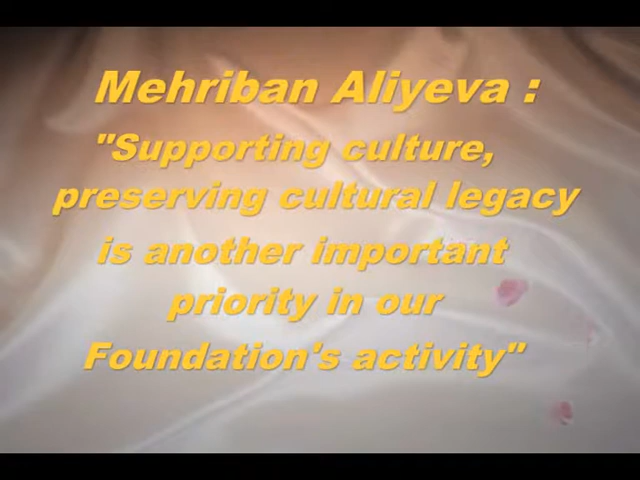 Mehriban Aliyeva :
"Supporting culture,
preserving cultural legacy
is another important
priority in our
Foundation's activity"